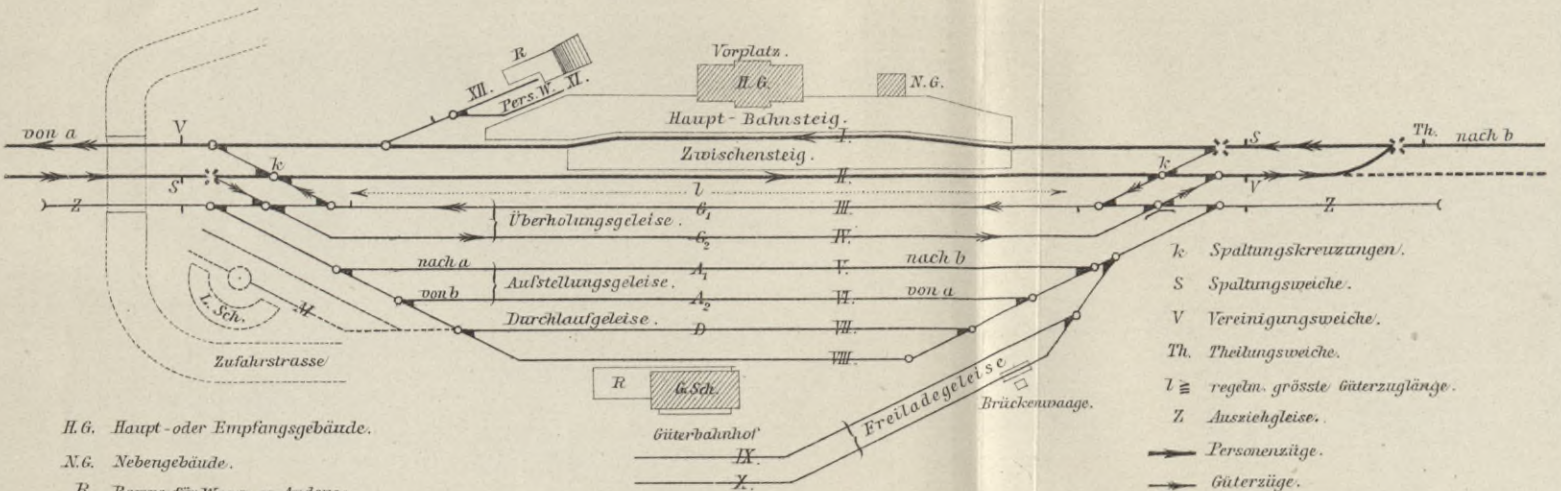 R
Vorplatz.
H.G.
N.G.
XII.
Pers.W. XI.
Haupt-Bahnsteig.
von a
V
I.
S
Th.
nach b
Zwischensteig.
k
k
S
II.
V
l
Z
Überholungsgeleise.
G₁
III.
Z
G₂
IV.
k Spaltungskreuzungen.
nach a
Aufstellungsgeleise.
A₁
V.
nach b
von b
A₂
VI.
von a
S Spaltungsweiche.
L.Sch.
M
Durchlaufgeleise.
D
VII.
V Vereinigungsweiche.
Zufahrstrasse
VIII.
Th. Theilungsweiche.
R
G.Sch.
Freiladegeleise
Brückenwaage.
l ≧ regelm. grösste Güterzuglänge.
Z Ausziehgleise.
H.G. Haupt-oder Empfangsgebäude.
Güterbahnhof
IX.
Personenzüge.
N.G. Nebengebäude.
X.
Güterzüge.